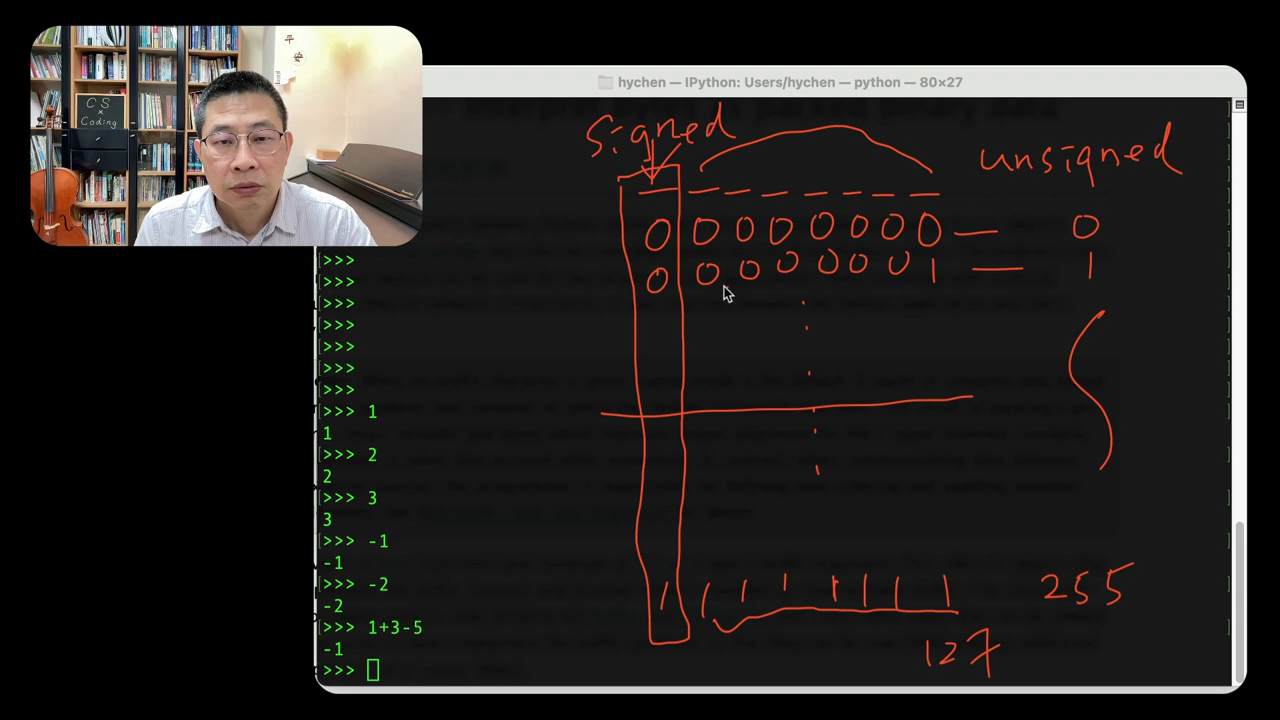 平
安
CS
x
Coding
hychen — IPython: Users/hychen — python — 80×27
signed
unsigned
0 0 0 0 0 0 0 0 — 0
0 0 0 0 0 0 0 1 — 1
1 1 1 1 1 1 1 1 255
127
>>>
>>>
>>>
>>>
>>>
>>>
>>>
>>> 1
1
>>> 2
2
>>> 3
3
>>> -1
-1
>>> -2
-2
>>> 1+3-5
-1
>>>